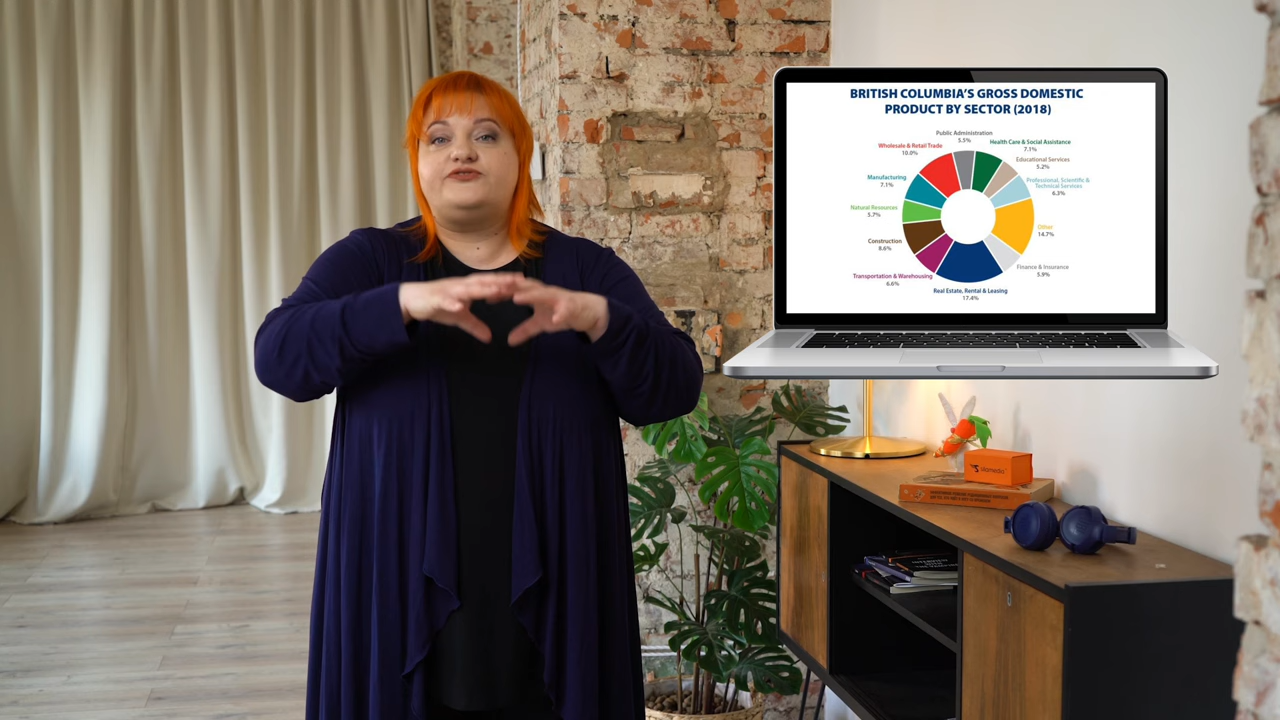 BRITISH COLUMBIA'S GROSS DOMESTIC
PRODUCT BY SECTOR (2018)
Public Administration
5.5%
Health Care & Social Assistance
7.1%
Wholesale & Retail Trade
10.0%
Educational Services
5.2%
Manufacturing
7.1%
Professional, Scientific &
Technical Services
6.3%
Natural Resources
5.7%
Other
14.7%
Construction
8.6%
Finance & Insurance
5.9%
Transportation & Warehousing
6.6%
Real Estate, Rental & Leasing
17.4%